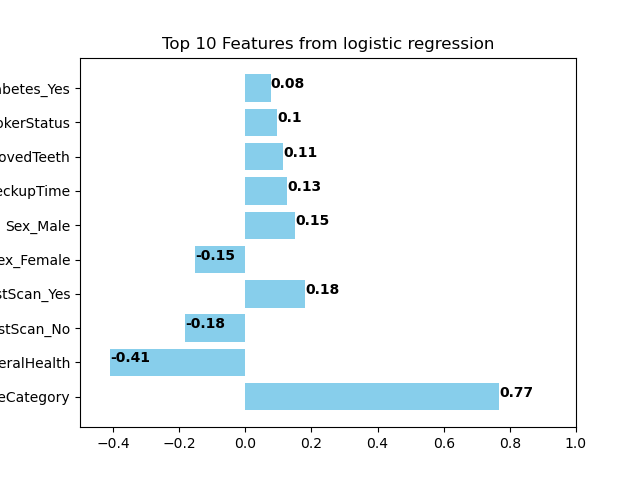 Top 10 Features from logistic regression
abetes_Yes 0.08
okerStatus 0.1
ovedTeeth 0.11
eckupTime 0.13
Sex_Male 0.15
ex_Female -0.15
stScan_Yes 0.18
stScan_No -0.18
eralHealth -0.41
eCategory 0.77
−0.4 −0.2 0.0 0.2 0.4 0.6 0.8 1.0